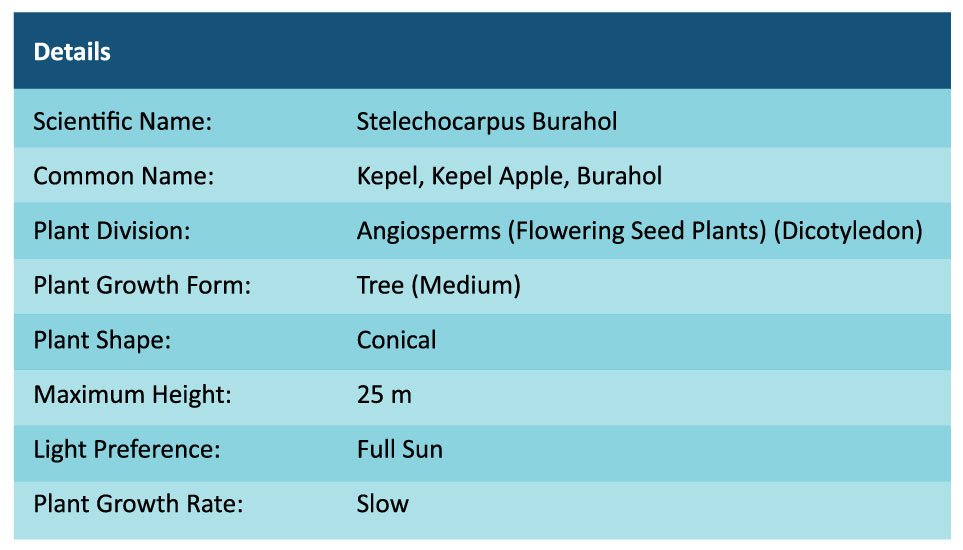 Details
Scientific Name: Stelechocarpus Burahol
Common Name: Kepel, Kepel Apple, Burahol
Plant Division: Angiosperms (Flowering Seed Plants) (Dicotyledon)
Plant Growth Form: Tree (Medium)
Plant Shape: Conical
Maximum Height: 25 m
Light Preference: Full Sun
Plant Growth Rate: Slow